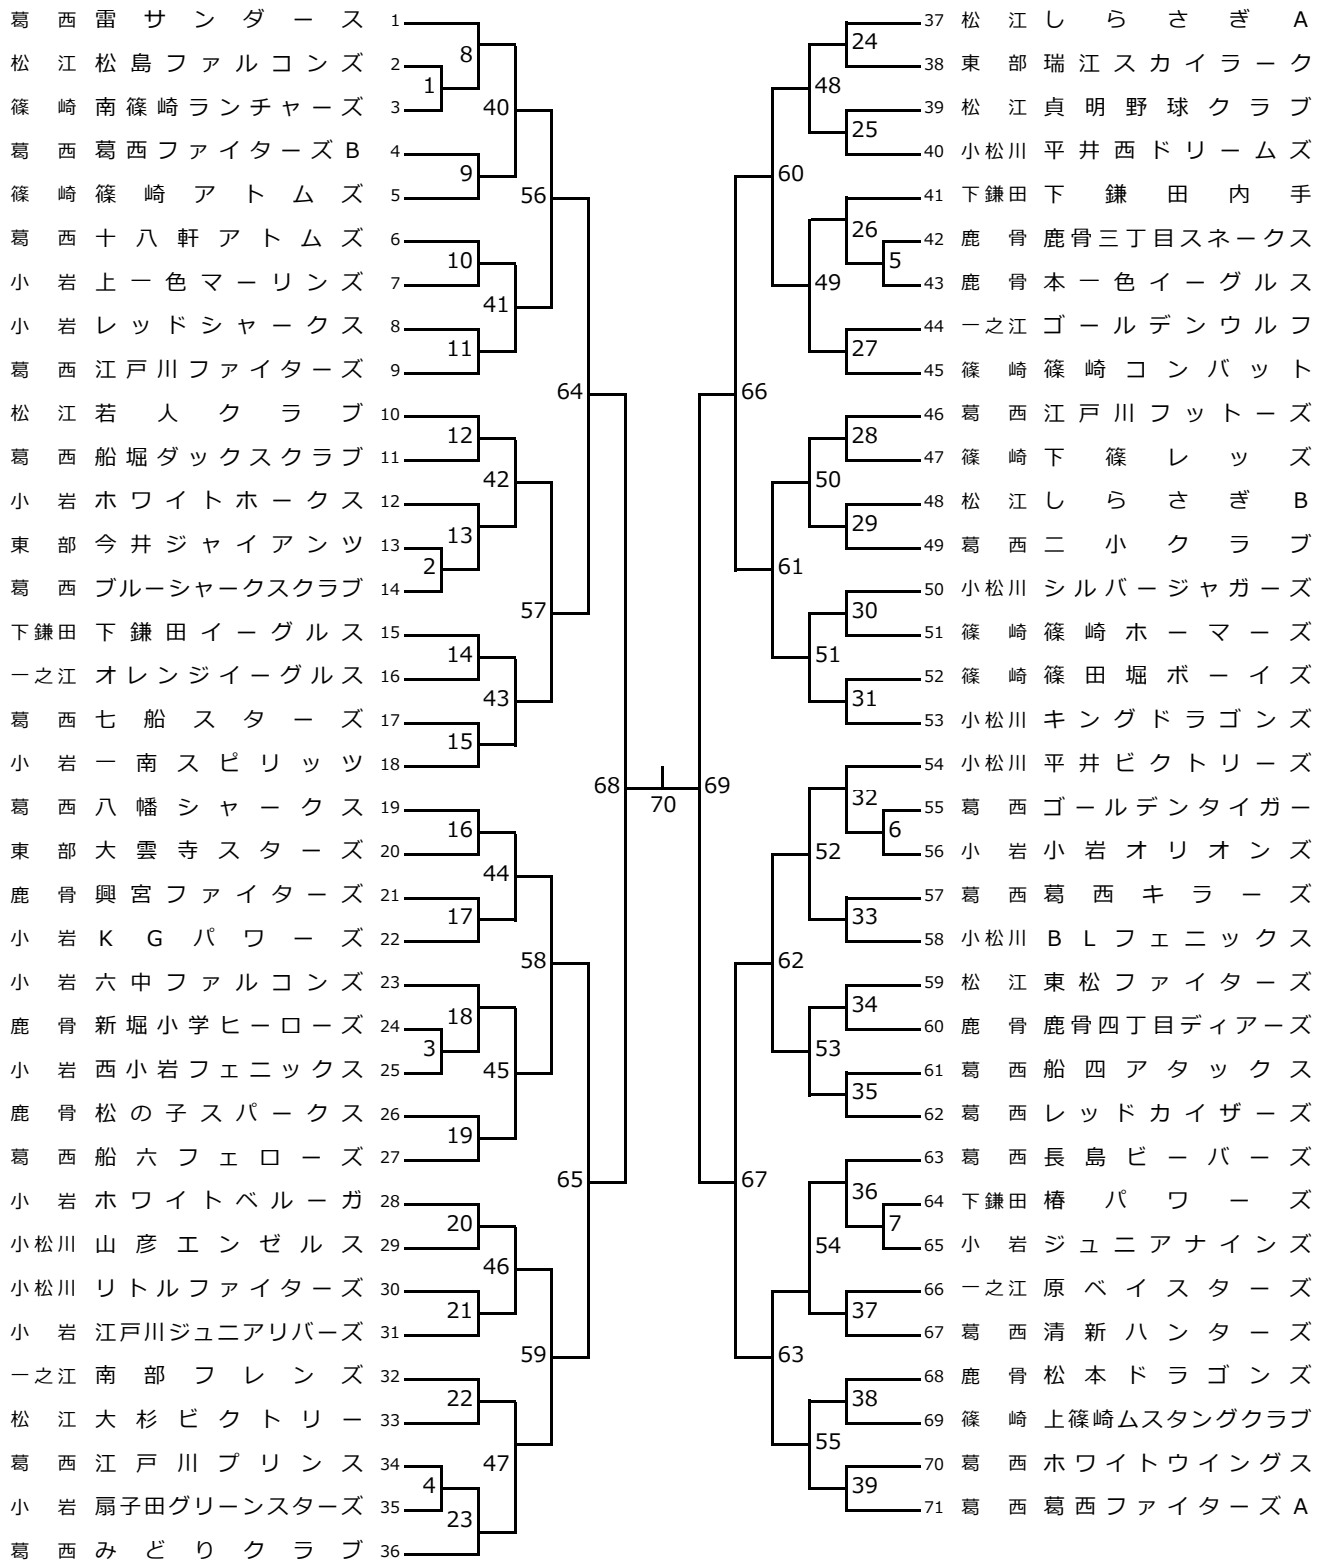 葛西 雷サンダース 1
松江 松島ファルコンズ 2
篠崎 南篠崎ランチャーズ 3
葛西 葛西ファイターズB 4
篠崎 篠崎アトムズ 5
葛西 十八軒アトムズ 6
小岩 上一色マーリンズ 7
小岩 レッドシャークス 8
葛西 江戸川ファイターズ 9
松江 若人クラブ 10
葛西 船堀ダックスクラブ 11
小岩 ホワイトホークス 12
東部 今井ジャイアンツ 13
葛西 ブルーシャークスクラブ 14
下鎌田 下鎌田イーグルス 15
一之江 オレンジイーグルス 16
葛西 七船スターズ 17
小岩 一南スピリッツ 18
葛西 八幡シャークス 19
東部 大雲寺スターズ 20
鹿骨 興宮ファイターズ 21
小岩 KGパワーズ 22
小岩 六中ファルコンズ 23
鹿骨 新堀小学ヒーローズ 24
小岩 西小岩フェニックス 25
鹿骨 松の子スパークス 26
葛西 船六フェローズ 27
小岩 ホワイトベルーガ 28
小松川 山彦エンゼルス 29
小松川 リトルファイターズ 30
小岩 江戸川ジュニアリバーズ 31
一之江 南部フレンズ 32
松江 大杉ビクトリー 33
葛西 江戸川プリンス 34
小岩 扇子田グリーンスターズ 35
葛西 みどりクラブ 36
1
2
3
4
8
9
10
11
12
13
14
15
16
17
18
19
20
21
22
23
40
41
42
43
44
45
46
47
56
57
58
59
64
65
68
70
69
66
67
60
61
62
63
48
49
50
51
52
53
54
55
24
25
26
27
28
29
30
31
32
33
34
35
36
37
38
39
5
6
7
37 松江 しらさぎA
38 東部 瑞江スカイラーク
39 松江 貞明野球クラブ
40 小松川 平井西ドリームズ
41 下鎌田 下鎌田内手
42 鹿骨 鹿骨三丁目スネークス
43 鹿骨 本一色イーグルス
44 一之江 ゴールデンウルフ
45 篠崎 篠崎コンバット
46 葛西 江戸川フットーズ
47 篠崎 下篠レッズ
48 松江 しらさぎB
49 葛西 二小クラブ
50 小松川 シルバージャガーズ
51 篠崎 篠崎ホーマーズ
52 篠崎 篠田堀ボーイズ
53 小松川 キングドラゴンズ
54 小松川 平井ビクトリーズ
55 葛西 ゴールデンタイガー
56 小岩 小岩オリオンズ
57 葛西 葛西キラーズ
58 小松川 BLフェニックス
59 松江 東松ファイターズ
60 鹿骨 鹿骨四丁目ディアーズ
61 葛西 船四アタックス
62 葛西 レッドカイザーズ
63 葛西 長島ビーバーズ
64 下鎌田 椿パワーズ
65 小岩 ジュニアナインズ
66 一之江 原ベイスターズ
67 葛西 清新ハンターズ
68 鹿骨 松本ドラゴンズ
69 篠崎 上篠崎ムスタングクラブ
70 葛西 ホワイトウイングス
71 葛西 葛西ファイターズA